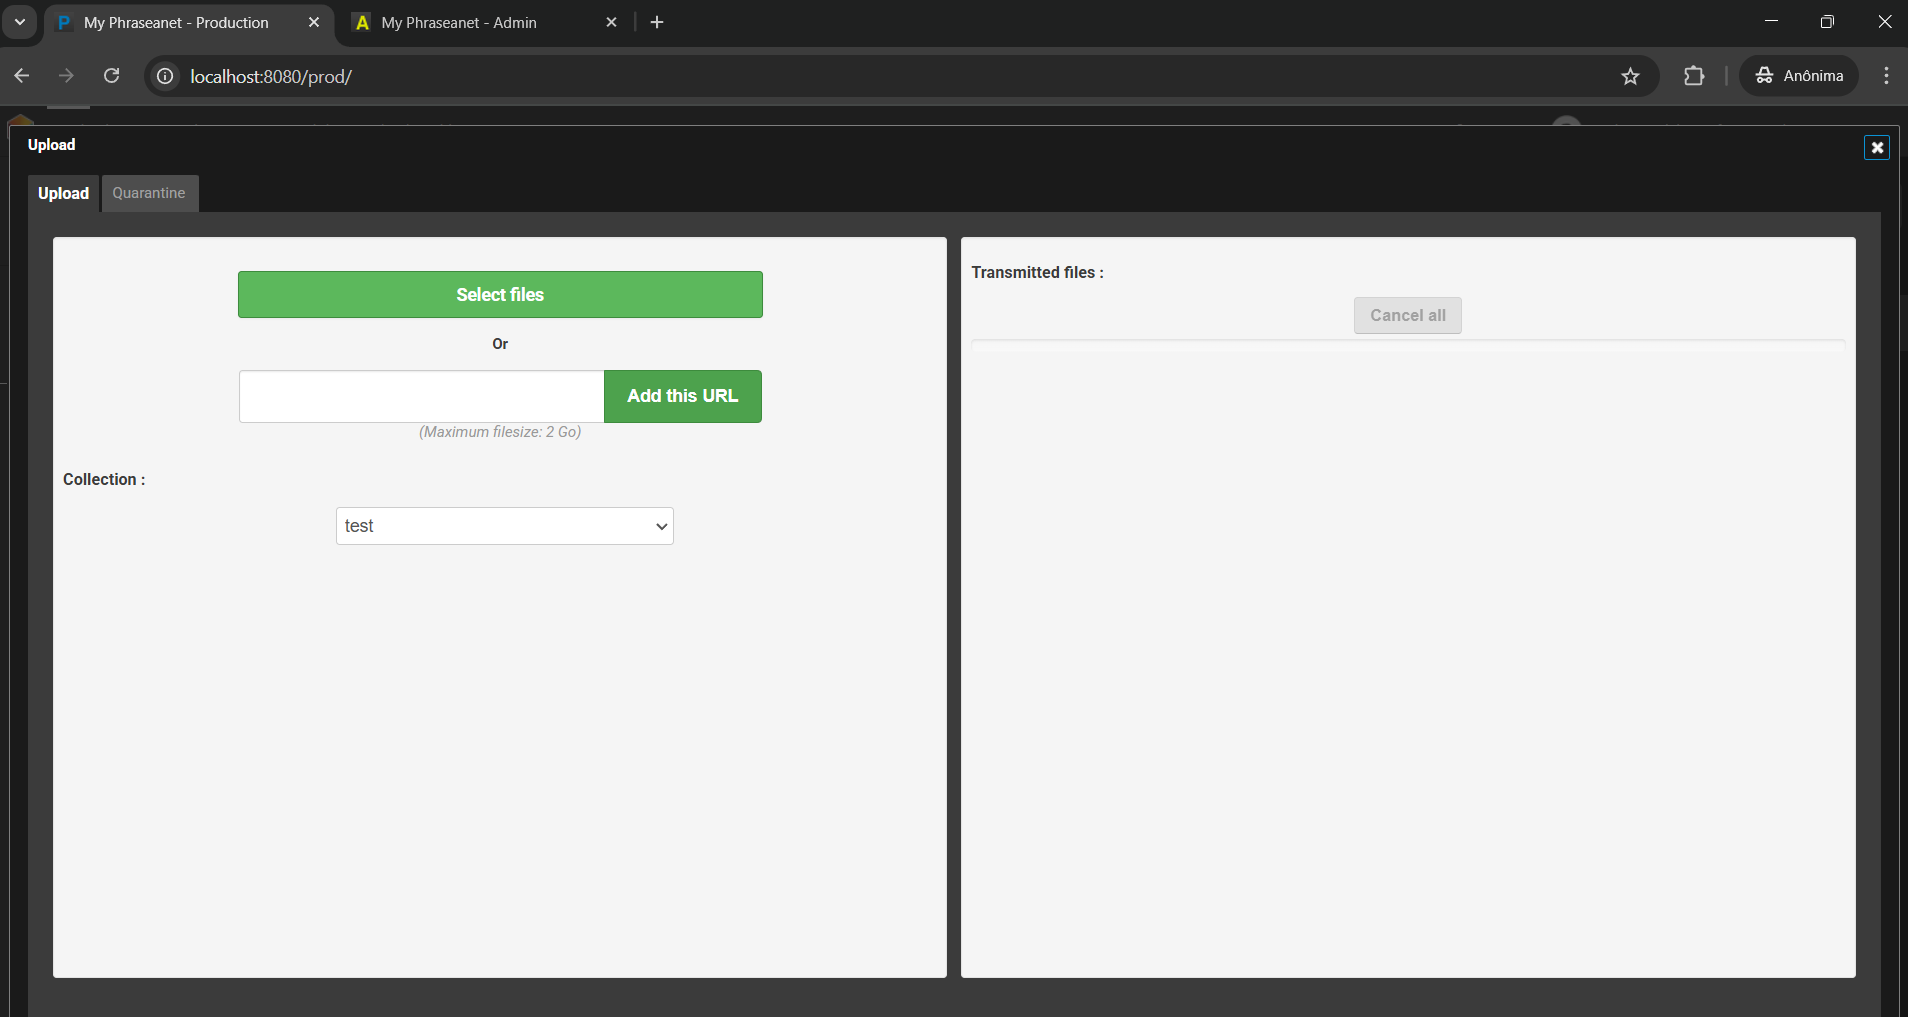 My Phraseanet - Production
My Phraseanet - Admin
localhost:8080/prod/
Anônima
Upload
Upload
Quarantine
Select files
Or
Add this URL
(Maximum filesize: 2 Go)
Collection :
test
Transmitted files :
Cancel all